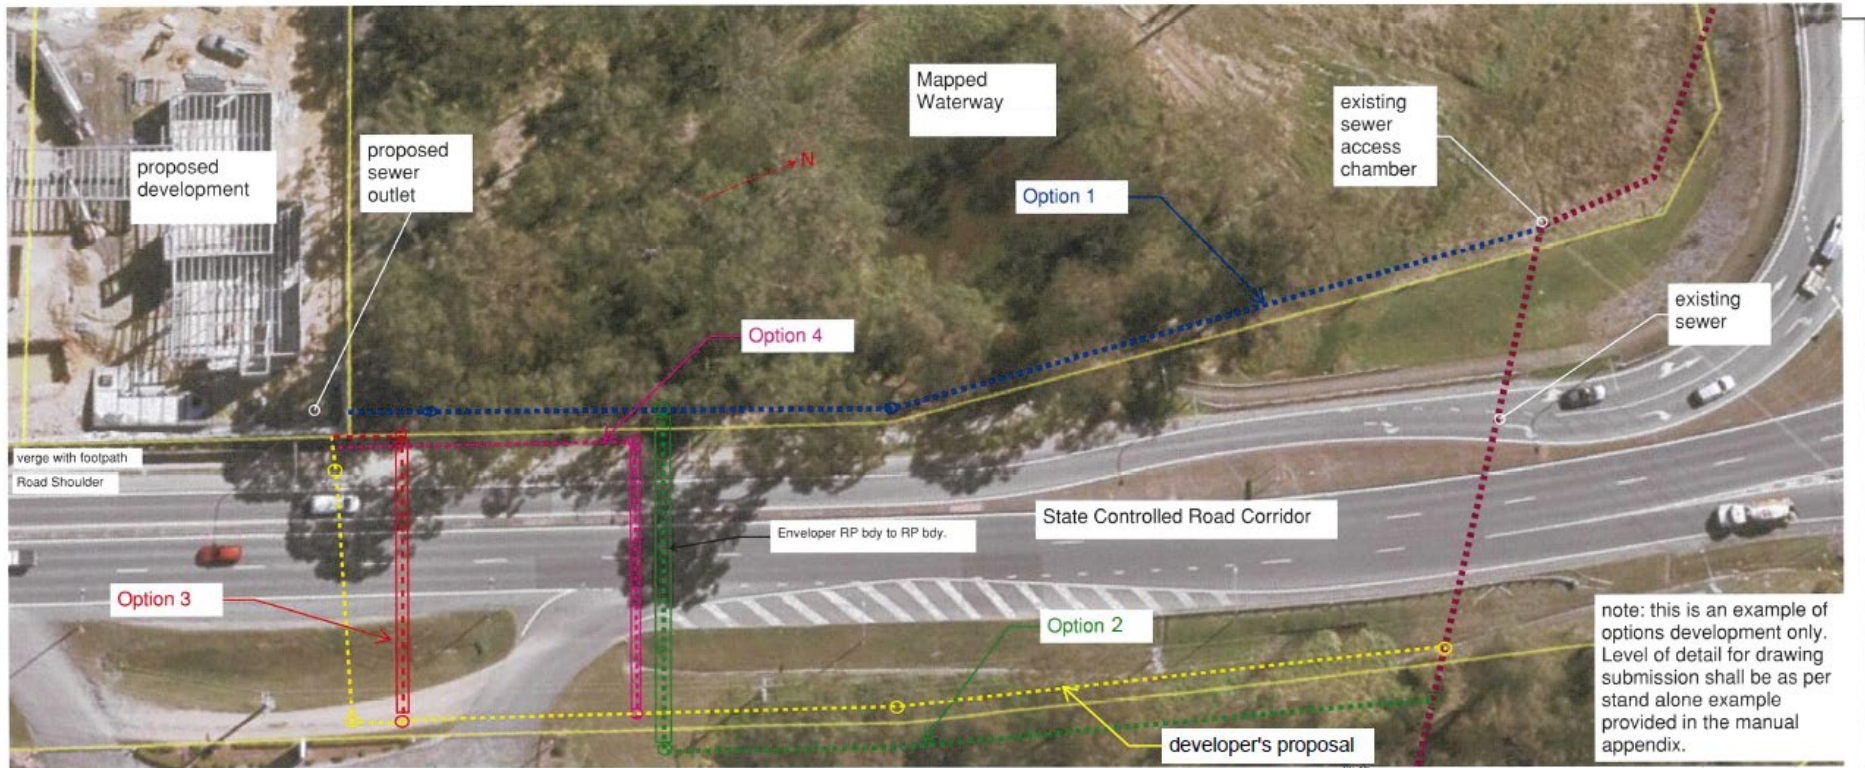 Mapped
Waterway
existing
sewer
access
chamber
proposed
sewer
outlet
proposed
development
N
Option 1
existing
sewer
Option 4
verge with footpath
Road Shoulder
State Controlled Road Corridor
Enveloper RP bdy to RP bdy.
Option 3
Option 2
note: this is an example of
options development only.
Level of detail for drawing
submission shall be as per
stand alone example
provided in the manual
appendix.
developer's proposal